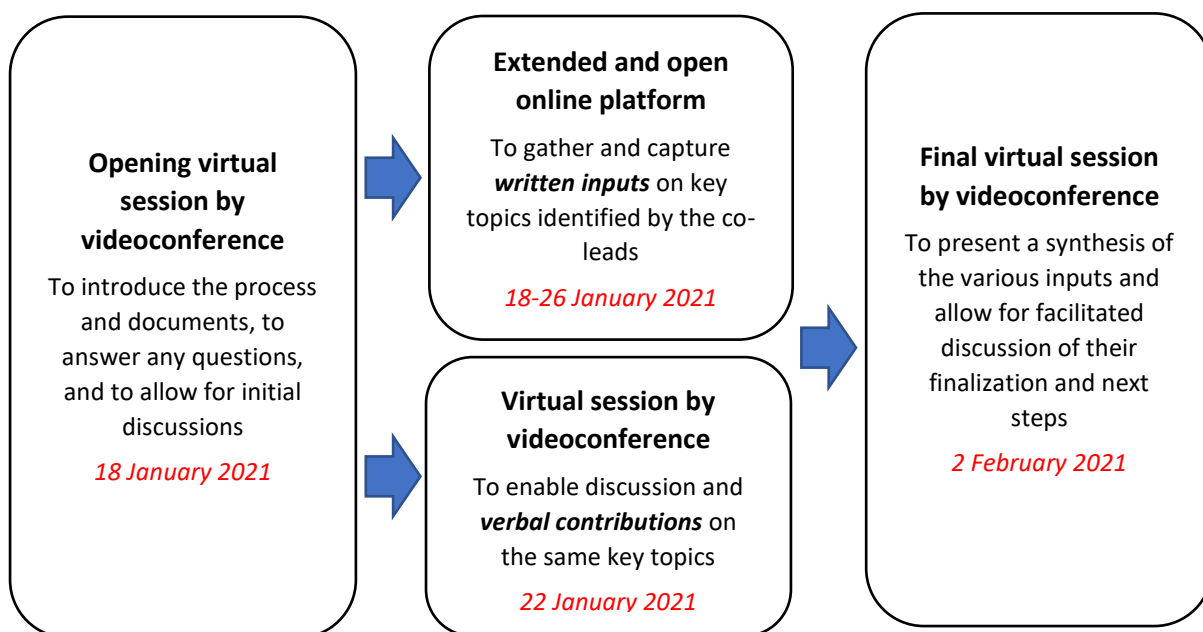 Opening virtual
session by
videoconference
To introduce the process
and documents, to
answer any questions,
and to allow for initial
discussions
18 January 2021
Extended and open
online platform
To gather and capture
written inputs on key
topics identified by the co-
leads
18-26 January 2021
Virtual session by
videoconference
To enable discussion and
verbal contributions on
the same key topics
22 January 2021
Final virtual session
by videoconference
To present a synthesis of
the various inputs and
allow for facilitated
discussion of their
finalization and next
steps
2 February 2021